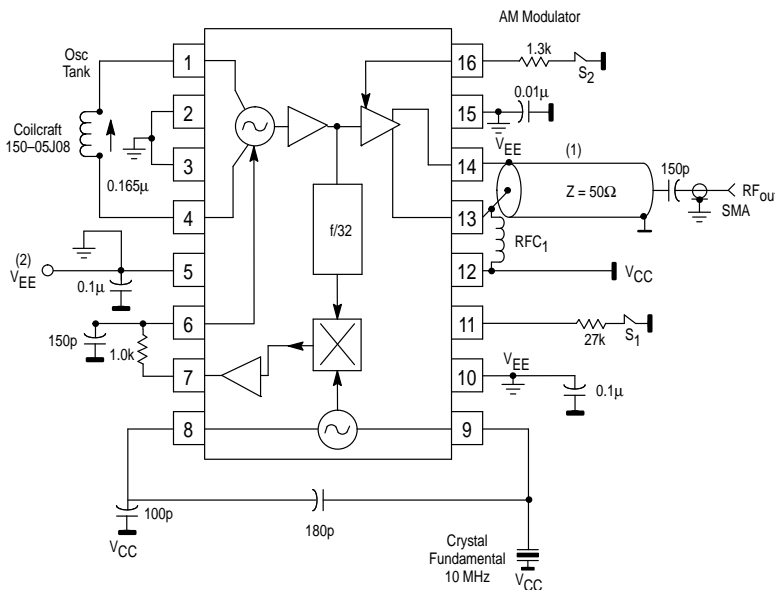 AM Modulator
Osc
Tank
Coilcraft
150–05J08
0.165µ
1
2
3
4
(2)
VEE
5
0.1µ
6
150p
1.0k
7
8
100p
VCC
180p
f/32
16
1.3k
S2
15
0.01µ
VEE
14
(1)
Z = 50Ω
150p
RFout
SMA
13
RFC1
12
VCC
11
27k
S1
10
VEE
0.1µ
9
Crystal
Fundamental
10 MHz
VCC